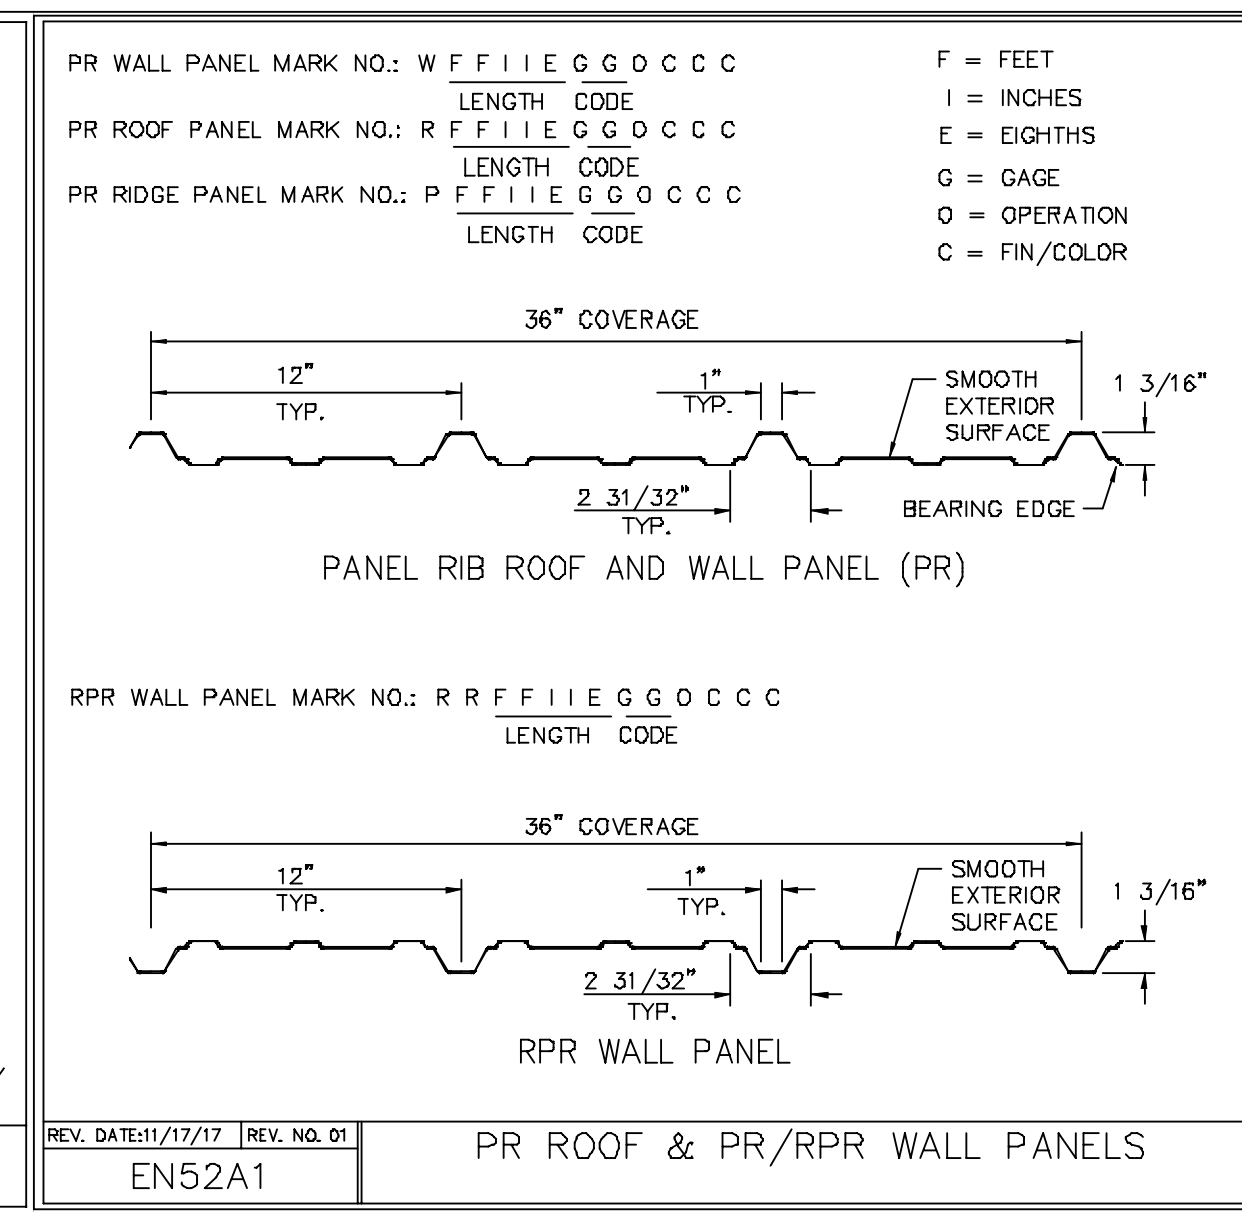 PR WALL PANEL MARK NO.: W F F I I E G G O C C C
LENGTH CODE
PR ROOF PANEL MARK NO.: R F F I I E G G O C C C
LENGTH CODE
PR RIDGE PANEL MARK NO.: P F F I I E G G O C C C
LENGTH CODE
F = FEET
I = INCHES
E = EIGHTHS
G = GAGE
O = OPERATION
C = FIN/COLOR
36" COVERAGE
12"
TYP.
1"
TYP.
SMOOTH
EXTERIOR
SURFACE
1 3/16"
2 31/32"
TYP.
BEARING EDGE
PANEL RIB ROOF AND WALL PANEL (PR)
RPR WALL PANEL MARK NO.: R R F F I I E G G O C C C
LENGTH CODE
36" COVERAGE
12"
TYP.
1"
TYP.
SMOOTH
EXTERIOR
SURFACE
1 3/16"
2 31/32"
TYP.
RPR WALL PANEL
REV. DATE:11/17/17 REV. NO. 01
EN52A1
PR ROOF & PR/RPR WALL PANELS